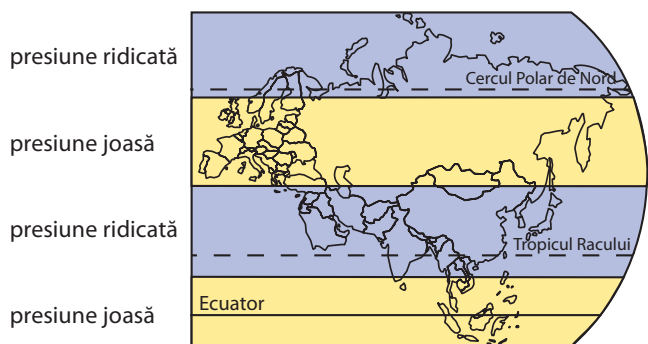 presiune ridicată
Cercul Polar de Nord
presiune joasă
presiune ridicată
Tropicul Racului
Ecuator
presiune joasă